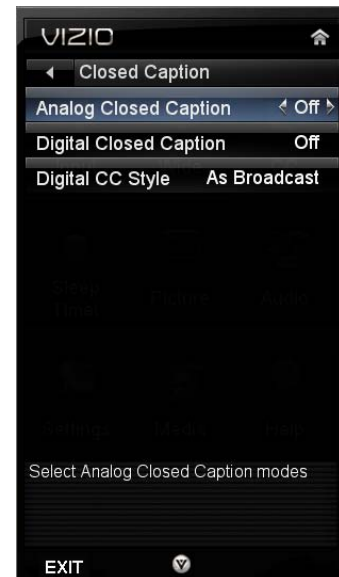 VIZIO
Closed Caption
Analog Closed Caption Off
Digital Closed Caption Off
Digital CC Style As Broadcast
Sleep
Timer
Picture
Audio
Settings
Media
Help
Select Analog Closed Caption modes
EXIT